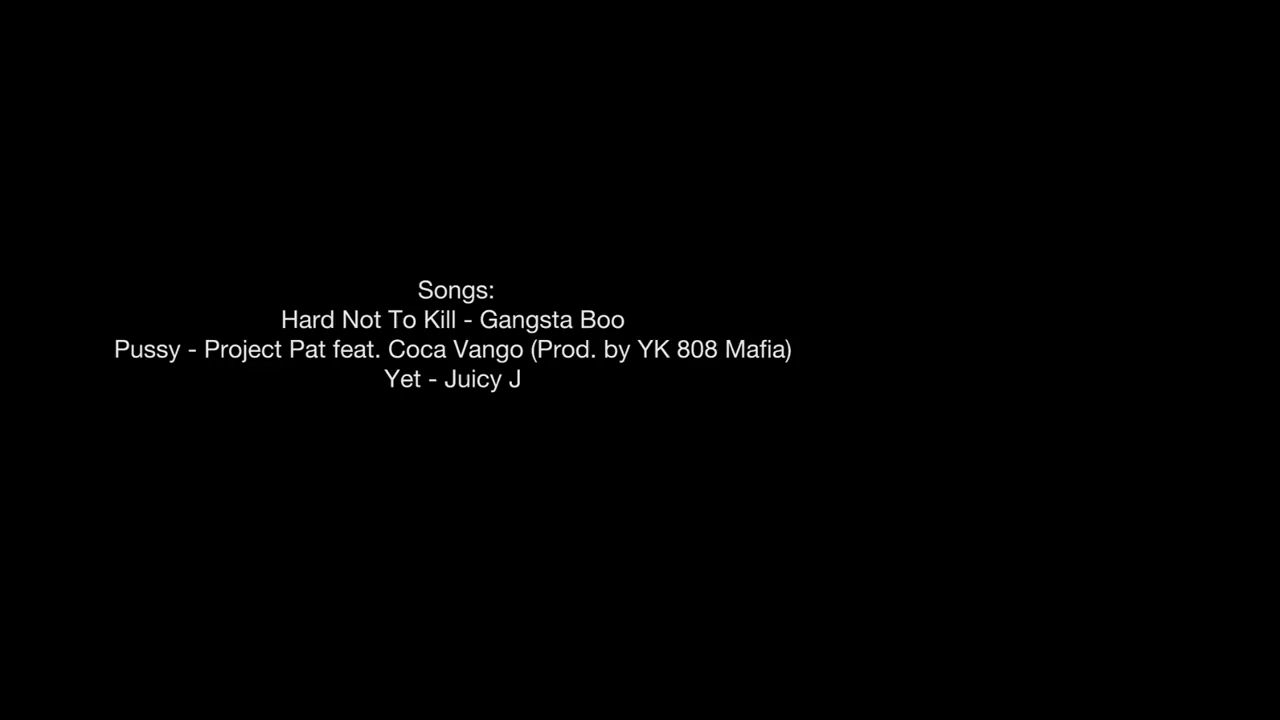 Songs:
Hard Not To Kill - Gangsta Boo
Pussy - Project Pat feat. Coca Vango (Prod. by YK 808 Mafia)
Yet - Juicy J